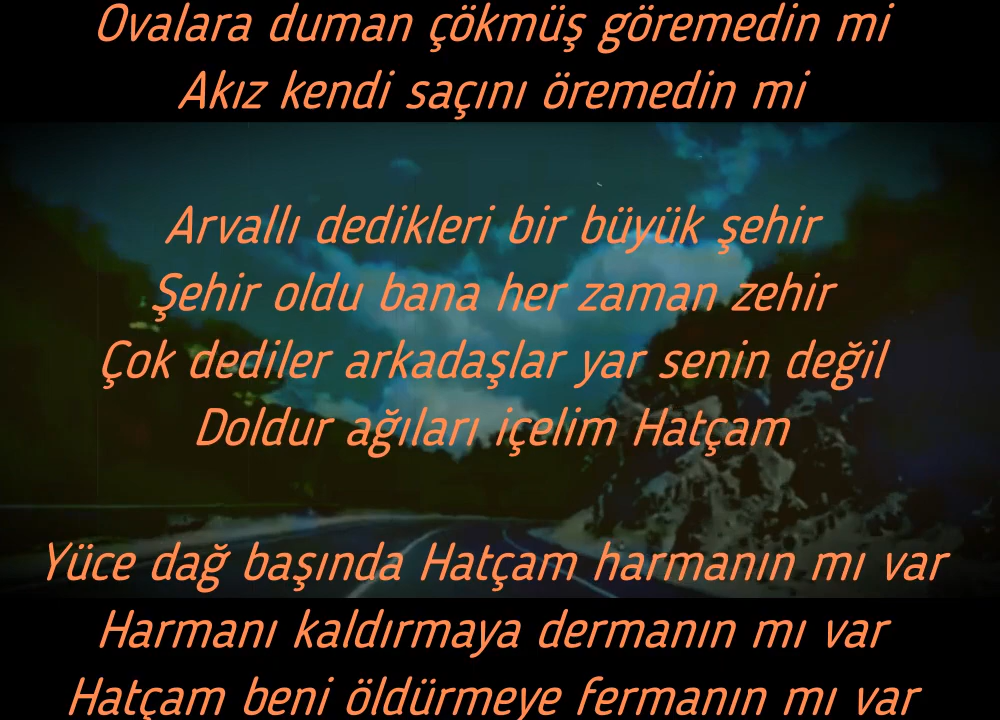 Ovalara duman çökmüş göremedin mi
Akız kendi saçını öremedin mi
Arvallı dedikleri bir büyük şehir
Şehir oldu bana her zaman zehir
Çok dediler arkadaşlar yar senin değil
Doldur ağıları içelim Hatçam
Yüce dağ başında Hatçam harmanın mı var
Harmanı kaldırmaya dermanın mı var
Hatçam beni öldürmeye fermanın mı var